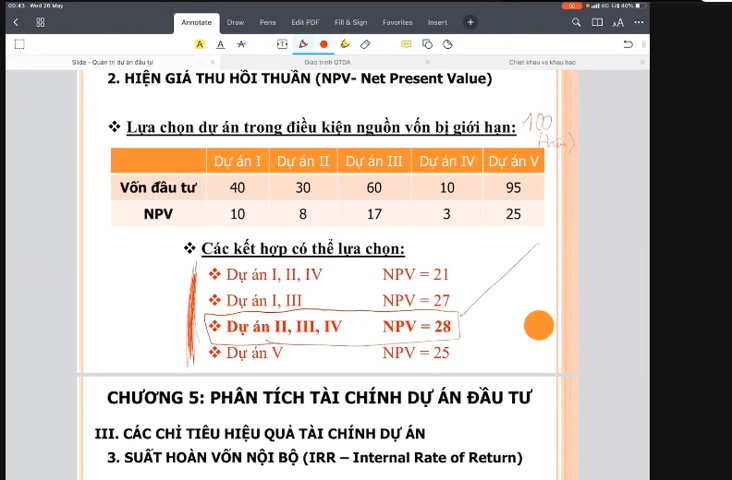 09:43 Wed 26 May
4G 40%
Annotate Draw Pens Edit PDF Fill & Sign Favorites Insert
Slide - Quản trị dự án đầu tư
Giao trinh QTDA
Chiet khau va khau hao
2. HIỆN GIÁ THU HỒI THUẦN (NPV- Net Present Value)
❖ Lựa chọn dự án trong điều kiện nguồn vốn bị giới hạn: 100
Dự án I Dự án II Dự án III Dự án IV Dự án V
Vốn đầu tư 40 30 60 10 95
NPV 10 8 17 3 25
❖ Các kết hợp có thể lựa chọn:
❖ Dự án I, II, IV NPV = 21
❖ Dự án I, III NPV = 27
❖ Dự án II, III, IV NPV = 28
❖ Dự án V NPV = 25
CHƯƠNG 5: PHÂN TÍCH TÀI CHÍNH DỰ ÁN ĐẦU TƯ
III. CÁC CHỈ TIÊU HIỆU QUẢ TÀI CHÍNH DỰ ÁN
3. SUẤT HOÀN VỐN NỘI BỘ (IRR – Internal Rate of Return)